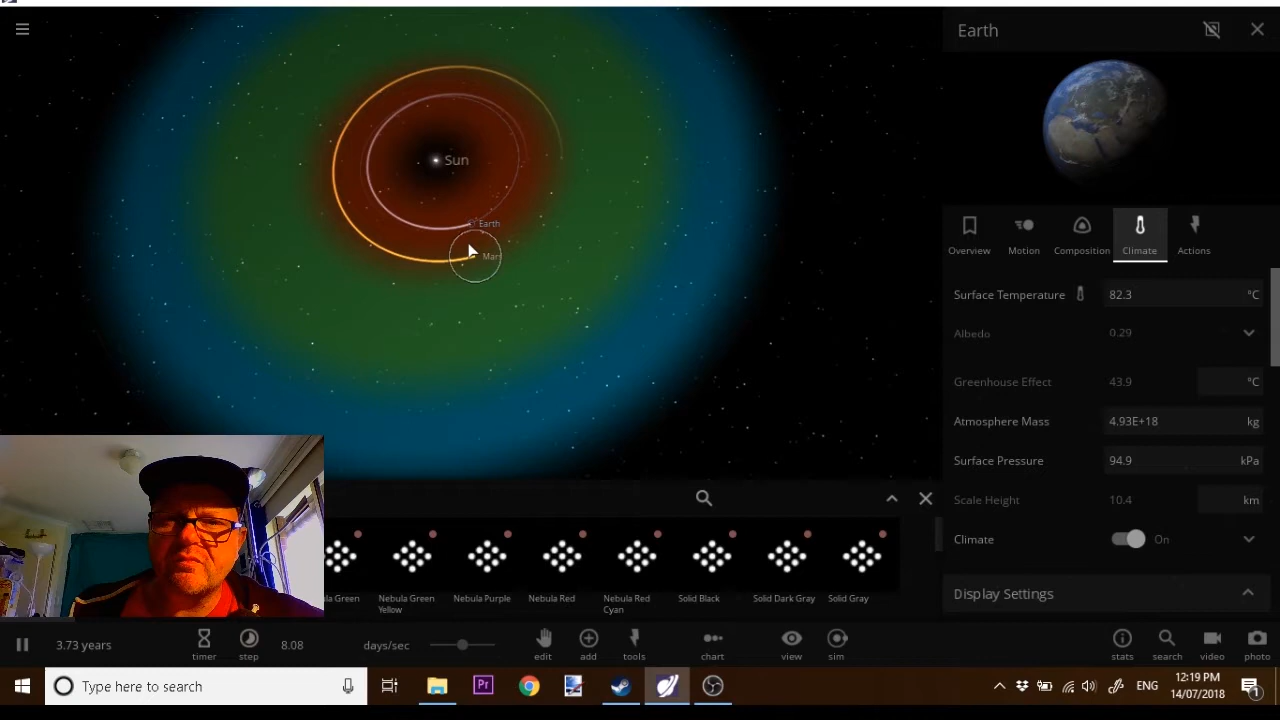 Earth
Sun
Earth
Mar
Overview
Motion
Composition
Climate
Actions
Surface Temperature
82.3
°C
Albedo
0.29
Greenhouse Effect
43.9
°C
Atmosphere Mass
4.93E+18
kg
Surface Pressure
94.9
kPa
Scale Height
10.4
km
Climate
On
Display Settings
ula Green
Nebula Green
Yellow
Nebula Purple
Nebula Red
Nebula Red
Cyan
Solid Black
Solid Dark Gray
Solid Gray
3.73 years
timer
step
8.08
days/sec
edit
add
tools
chart
view
sim
stats
search
video
photo
Type here to search
Pr
ENG
12:19 PM
14/07/2018
1